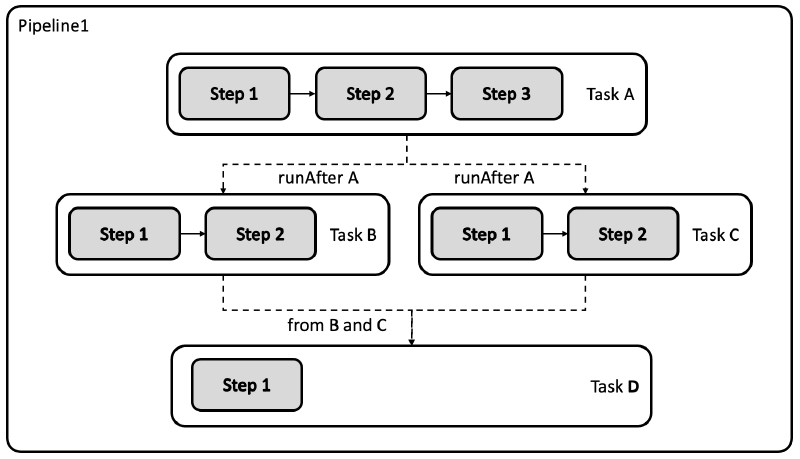 Pipeline1
Step 1
Step 2
Step 3
Task A
runAfter A
runAfter A
Step 1
Step 2
Task B
Step 1
Step 2
Task C
from B and C
Step 1
Task D